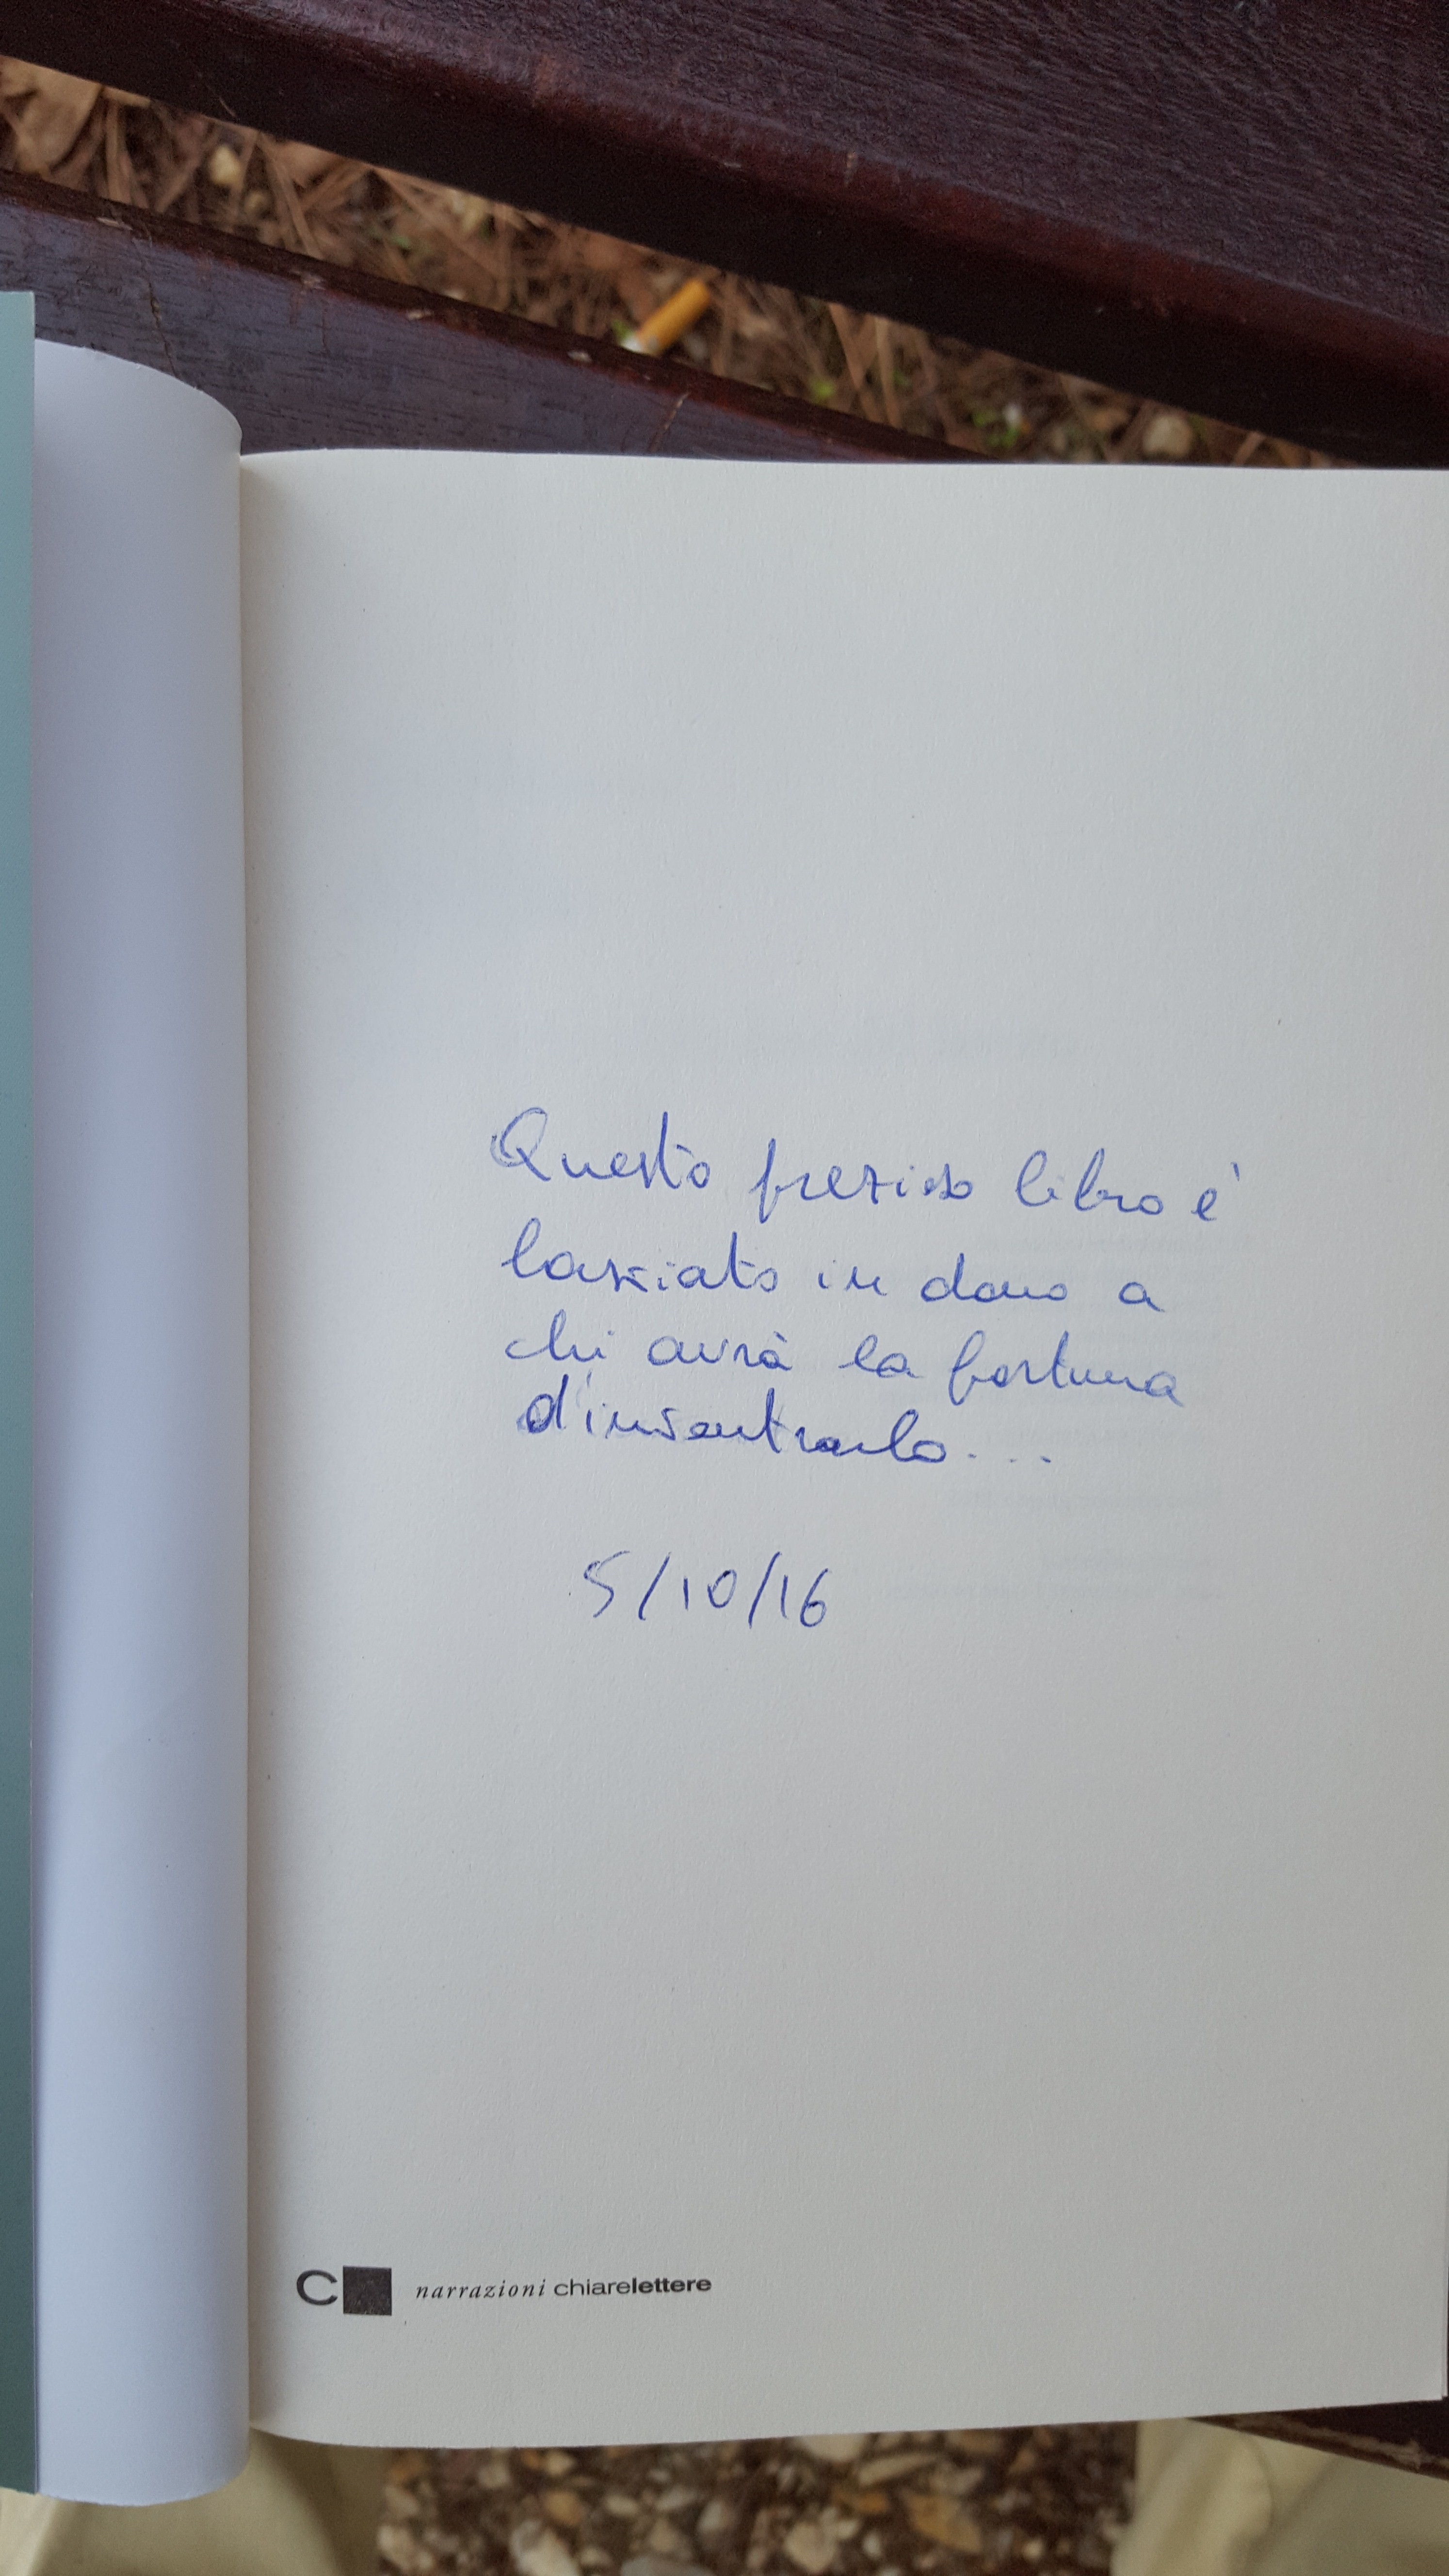 Questo prezioso libro è
lasciato in dono a
chi avrà la fortuna
d'incontrarlo...
5/10/16
C narrazioni chiarelettere